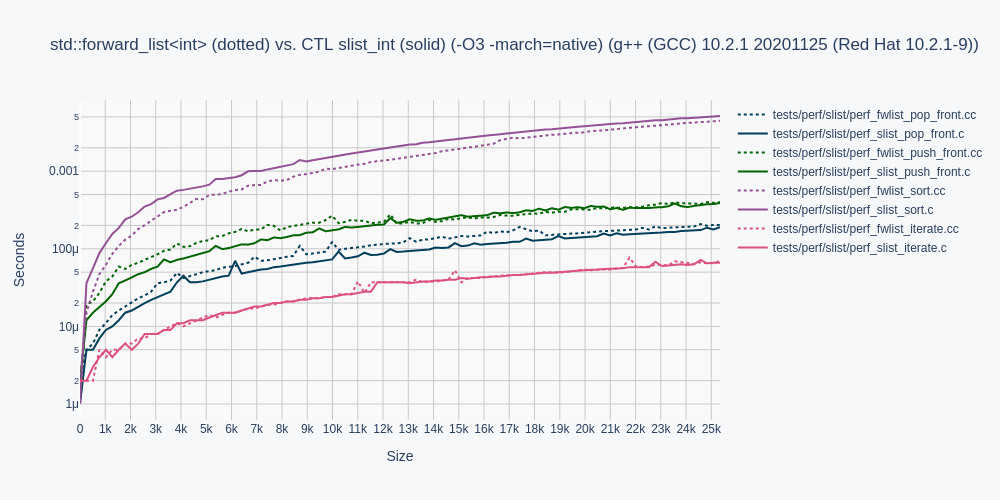 std::forward_list<int> (dotted) vs. CTL slist_int (solid) (-O3 -march=native) (g++ (GCC) 10.2.1 20201125 (Red Hat 10.2.1-9))
5
2
0.001
5
2
100μ
5
2
10μ
5
2
1μ
Seconds
0 1k 2k 3k 4k 5k 6k 7k 8k 9k 10k 11k 12k 13k 14k 15k 16k 17k 18k 19k 20k 21k 22k 23k 24k 25k
Size
tests/perf/slist/perf_fwlist_pop_front.cc
tests/perf/slist/perf_slist_pop_front.c
tests/perf/slist/perf_fwlist_push_front.cc
tests/perf/slist/perf_slist_push_front.c
tests/perf/slist/perf_fwlist_sort.cc
tests/perf/slist/perf_slist_sort.c
tests/perf/slist/perf_fwlist_iterate.cc
tests/perf/slist/perf_slist_iterate.c